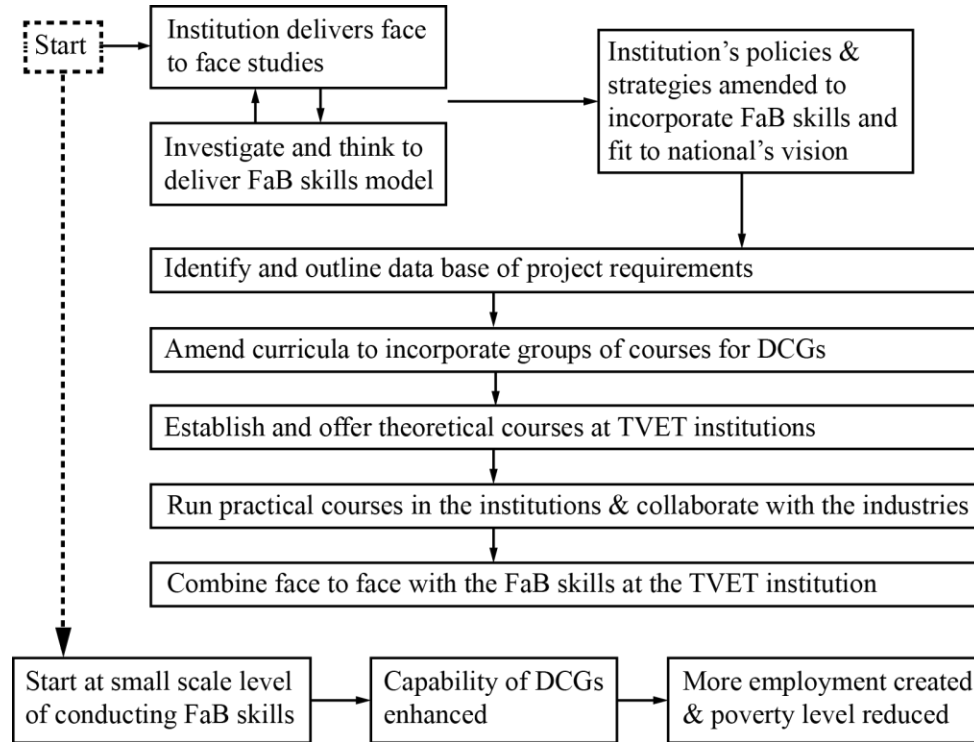 Start
Institution delivers face
to face studies
Investigate and think to
deliver FaB skills model
Institution’s policies &
strategies amended to
incorporate FaB skills and
fit to national’s vision
Identify and outline data base of project requirements
Amend curricula to incorporate groups of courses for DCGs
Establish and offer theoretical courses at TVET institutions
Run practical courses in the institutions & collaborate with the industries
Combine face to face with the FaB skills at the TVET institution
Start at small scale level
of conducting FaB skills
Capability of DCGs
enhanced
More employment created
& poverty level reduced